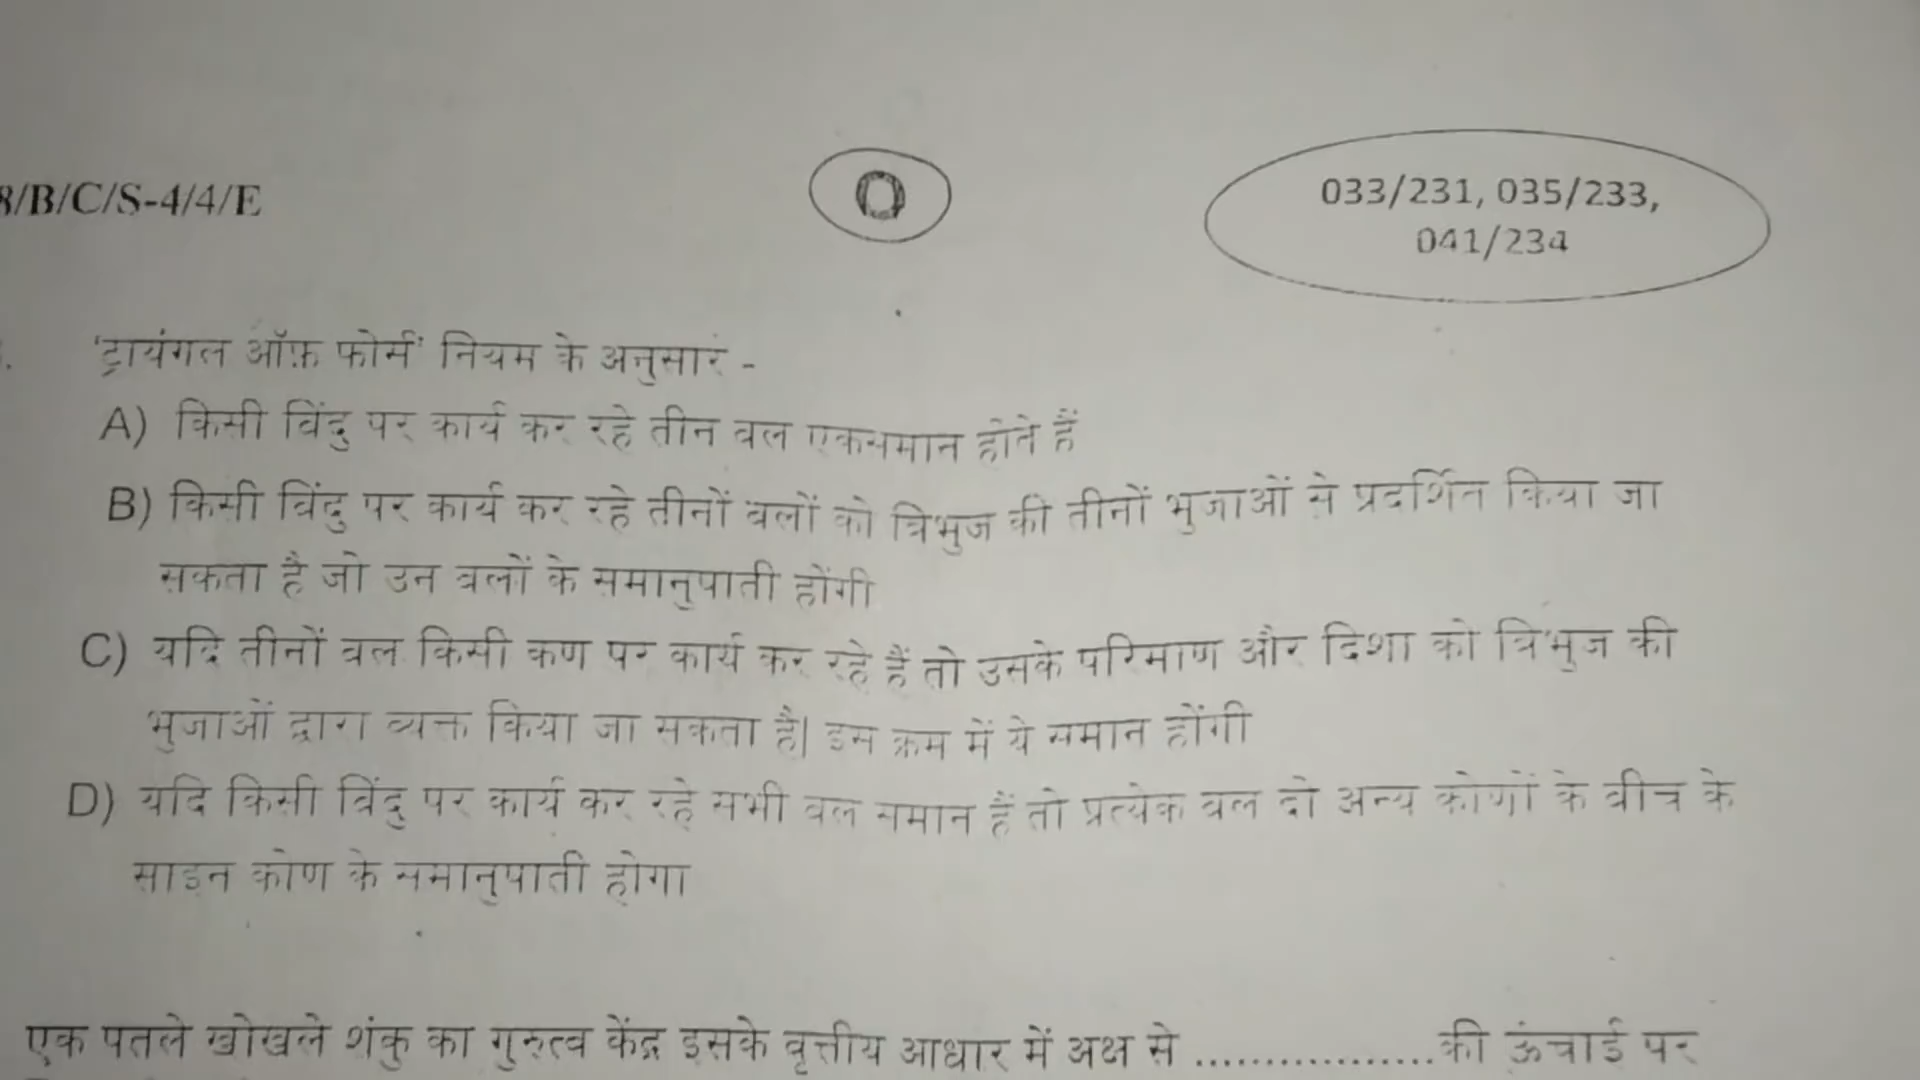 8/B/C/S-4/4/E
O
033/231, 035/233,
041/234
'ट्रायंगल ऑफ़ फोर्स' नियम के अनुसार -
A) किसी बिंदु पर कार्य कर रहे तीन बल एकसमान होते हैं
B) किसी बिंदु पर कार्य कर रहे तीनों बलों को त्रिभुज की तीनों भुजाओं से प्रदर्शित किया जा
सकता है जो उन बलों के समानुपाती होंगी
C) यदि तीनों बल किसी कण पर कार्य कर रहे हैं तो उसके परिमाण और दिशा को त्रिभुज की
भुजाओं द्वारा व्यक्त किया जा सकता है| इस क्रम में ये समान होंगी
D) यदि किसी बिंदु पर कार्य कर रहे सभी बल समान हैं तो प्रत्येक बल दो अन्य कोणों के बीच के
साइन कोण के समानुपाती होगा
एक पतले खोखले शंकु का गुरुत्व केंद्र इसके वृत्तीय आधार में अक्ष से .................की ऊंचाई पर